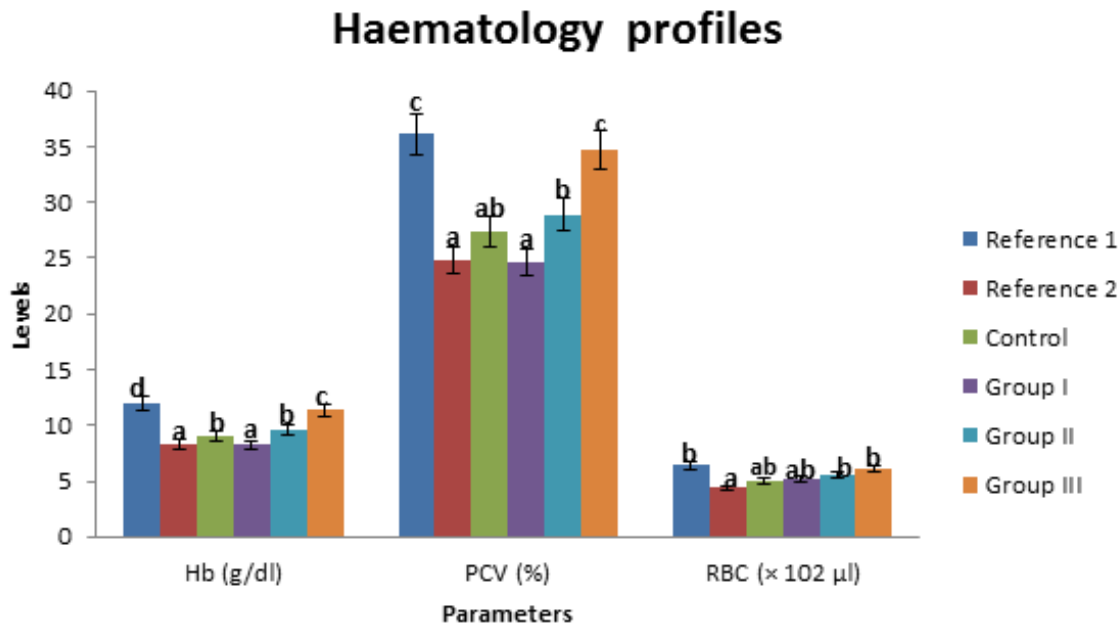 Haematology profiles
40
35
30
25
20
15
10
5
0
Levels
d
a
b
a
b
c
c
a
ab
a
b
c
b
a
ab
ab
b
b
Hb (g/dl)
PCV (%)
RBC (× 102 µl)
Parameters
Reference 1
Reference 2
Control
Group I
Group II
Group III